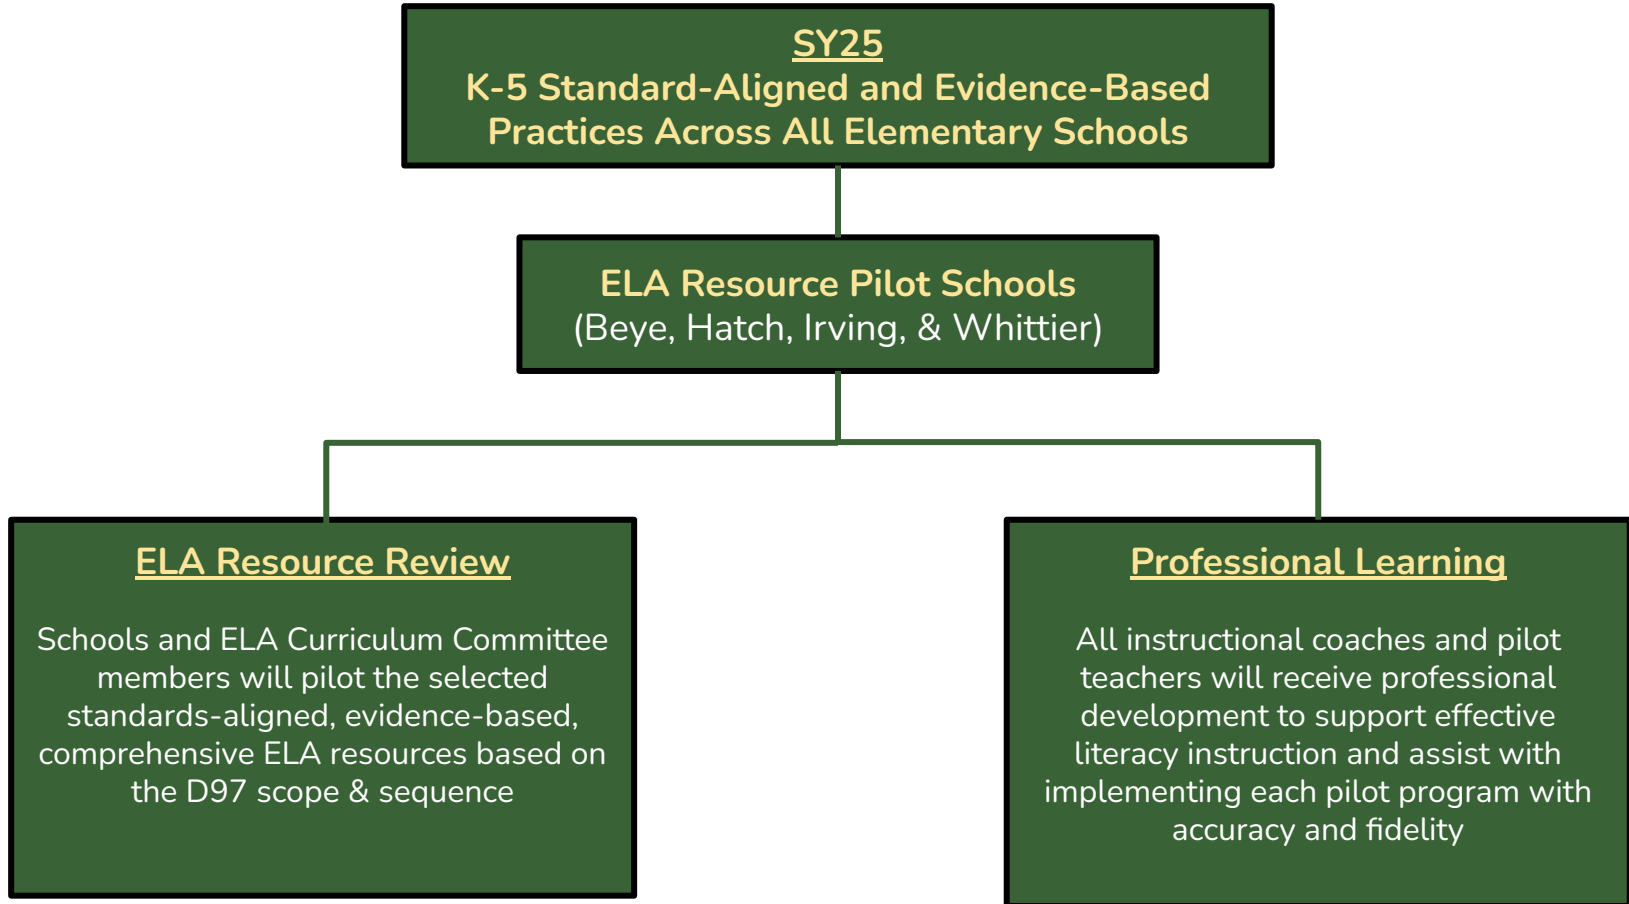 SY25
K-5 Standard-Aligned and Evidence-Based
Practices Across All Elementary Schools
ELA Resource Pilot Schools
(Beye, Hatch, Irving, & Whittier)
ELA Resource Review
Schools and ELA Curriculum Committee
members will pilot the selected
standards-aligned, evidence-based,
comprehensive ELA resources based on
the D97 scope & sequence
Professional Learning
All instructional coaches and pilot
teachers will receive professional
development to support effective
literacy instruction and assist with
implementing each pilot program with
accuracy and fidelity